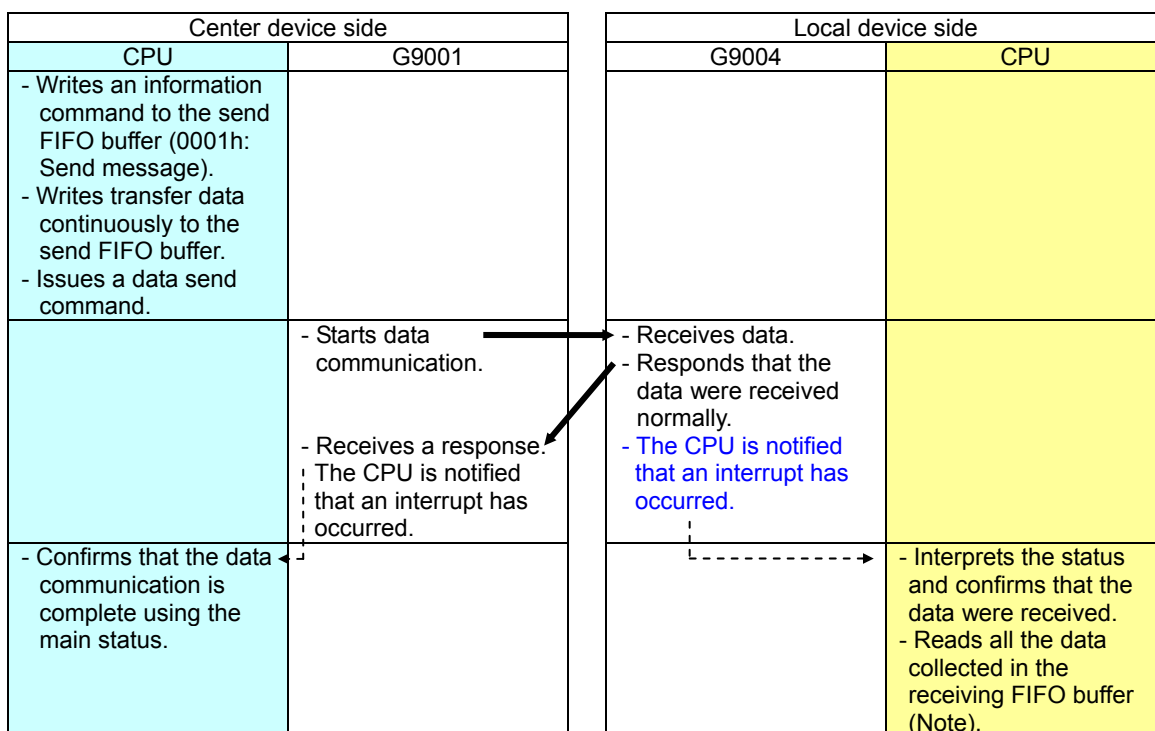 Center device side
Local device side
CPU
G9001
G9004
CPU
- Writes an information
command to the send
FIFO buffer (0001h:
Send message).
- Writes transfer data
continuously to the
send FIFO buffer.
- Issues a data send
command.
- Starts data
communication.
- Receives a response.
The CPU is notified
that an interrupt has
occurred.
- Receives data.
- Responds that the
data were received
normally.
- The CPU is notified
that an interrupt has
occurred.
- Confirms that the data
communication is
complete using the
main status.
- Interprets the status
and confirms that the
data were received.
- Reads all the data
collected in the
receiving FIFO buffer
(Note).